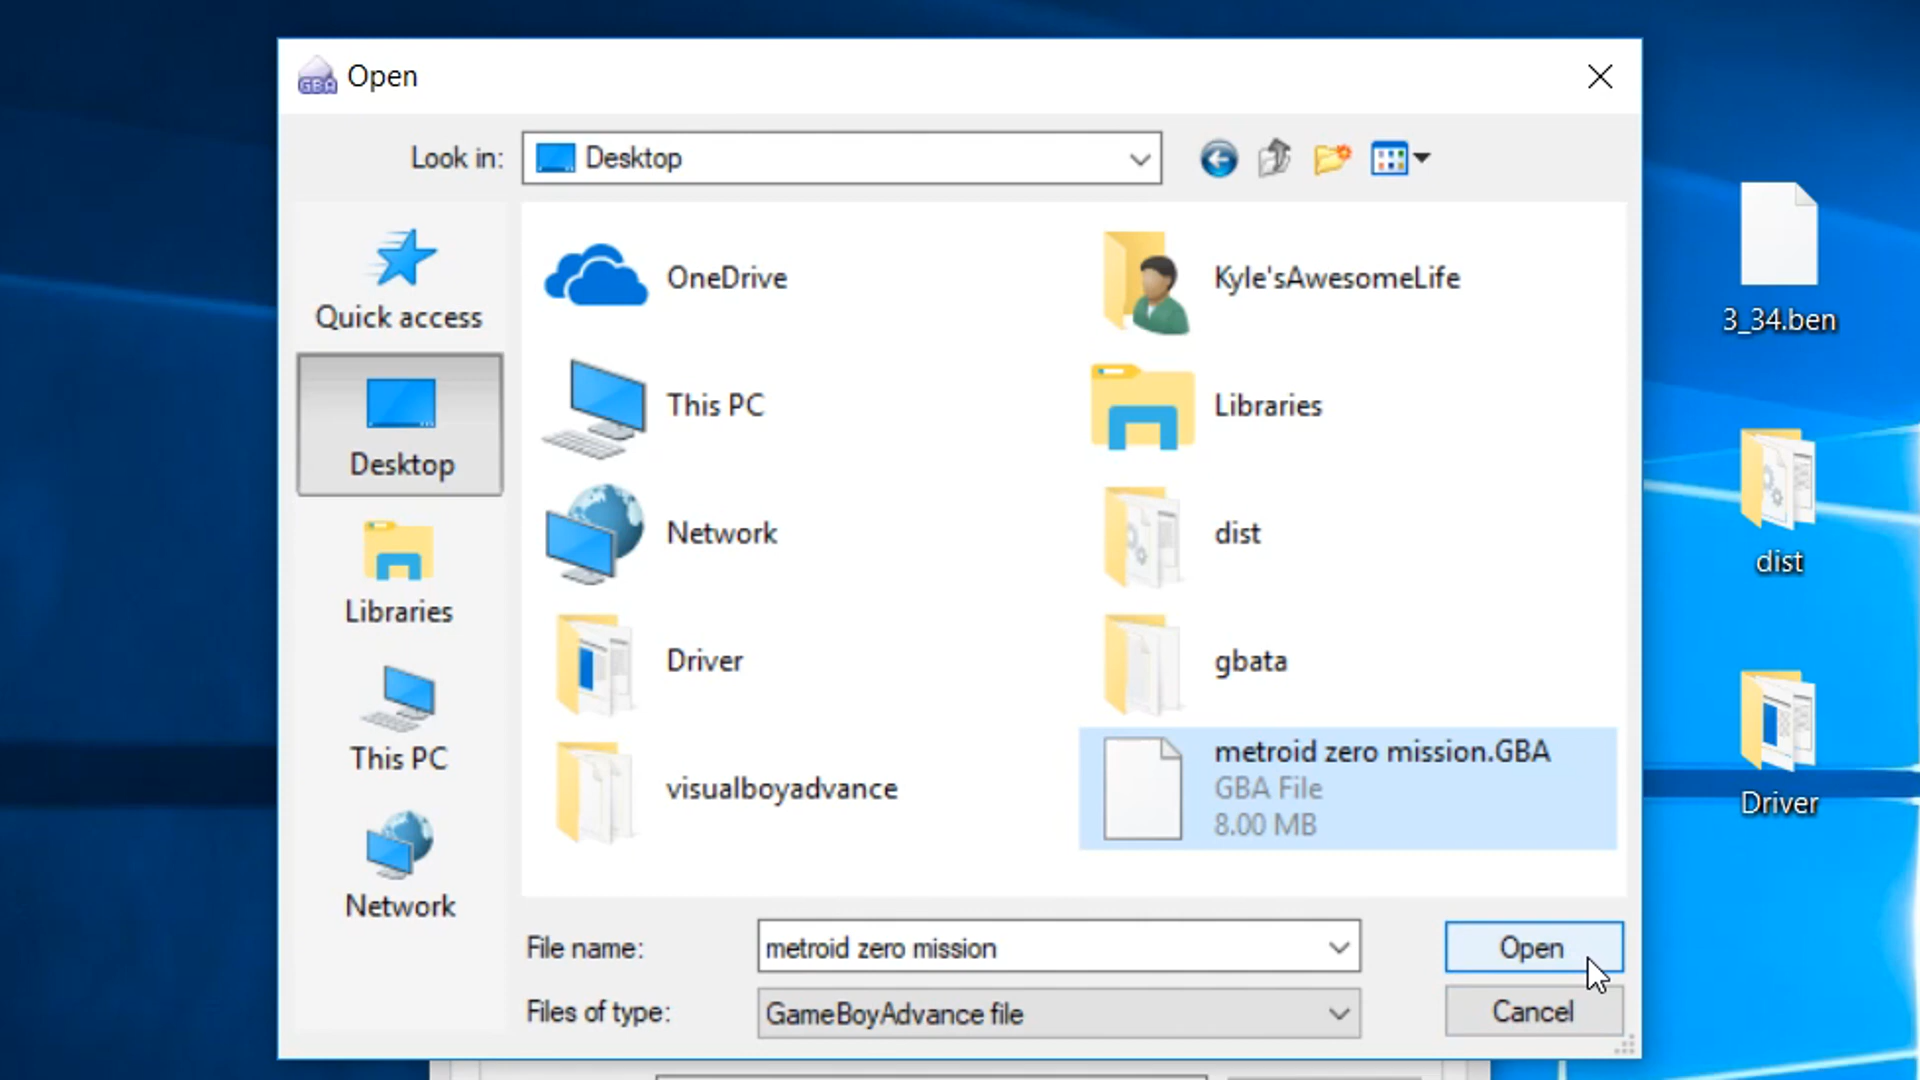 GBA Open
Look in: Desktop
Quick access
Desktop
Libraries
This PC
Network
OneDrive
Kyle'sAwesomeLife
This PC
Libraries
Network
dist
Driver
gbata
visualboyadvance
metroid zero mission.GBA
GBA File
8.00 MB
File name: metroid zero mission
Open
Files of type: GameBoyAdvance file
Cancel
3_34.ben
dist
Driver